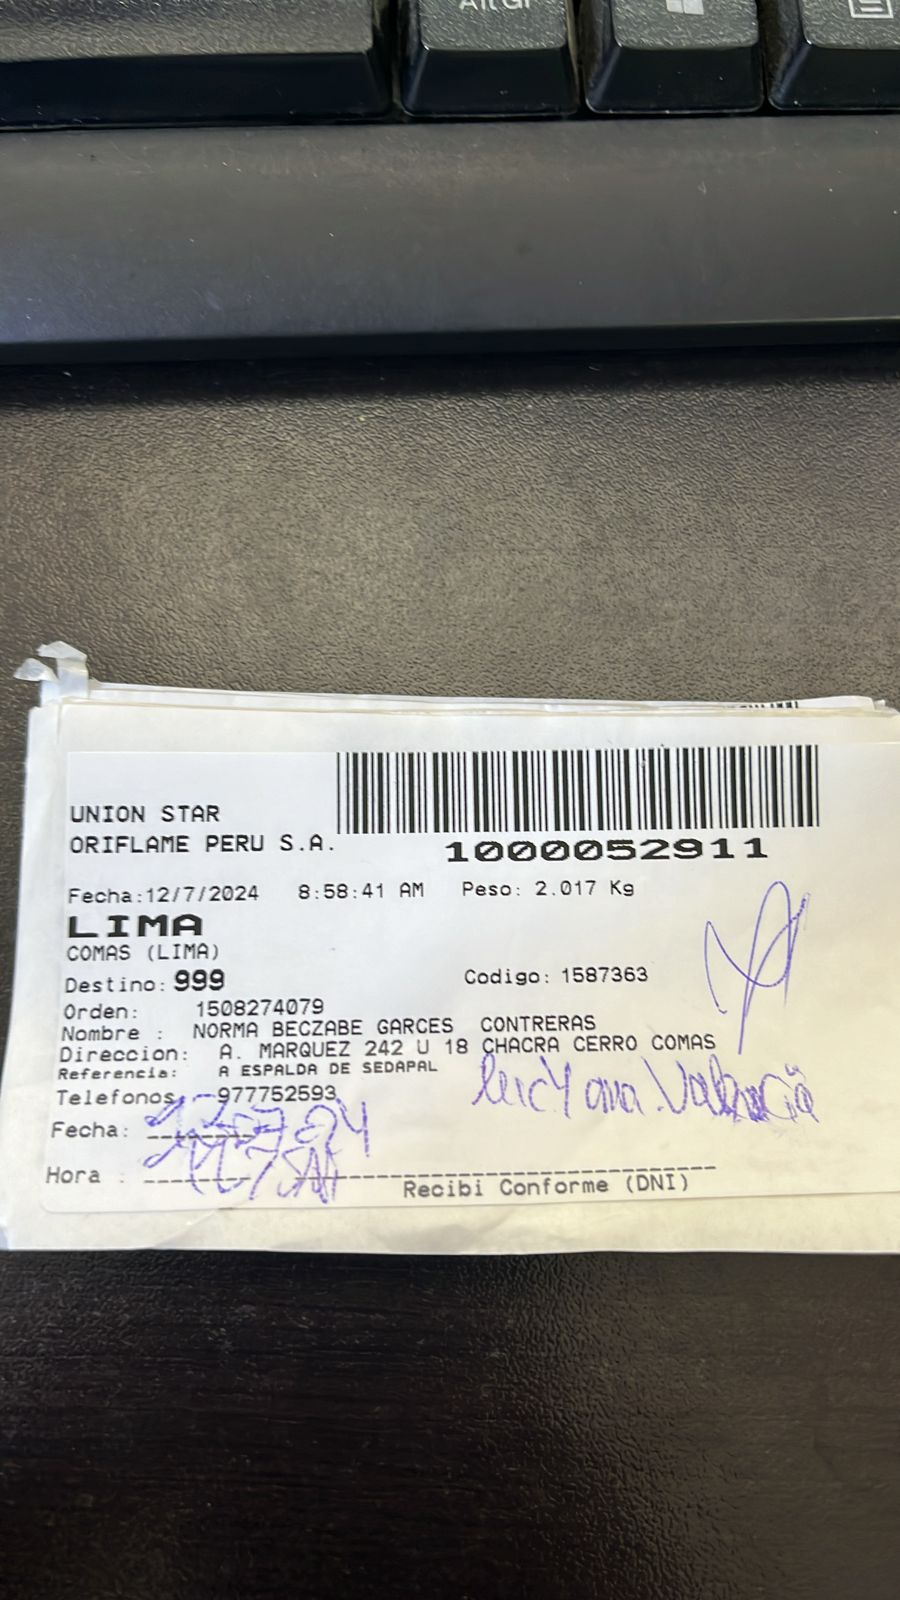 Alt Gr
UNION STAR
ORIFLAME PERU S.A.
1000052911
Fecha:12/7/2024 8:58:41 AM Peso: 2.017 Kg
LIMA
COMAS (LIMA)
Destino: 999 Codigo: 1587363
Orden: 1508274079
Nombre : NORMA BECZABE GARCES CONTRERAS
Direccion: A. MARQUEZ 242 U 18 CHACRA CERRO COMAS
Referencia: A ESPALDA DE SEDAPAL
Telefonos: 977752593
Fecha:
Hora :
Recibi Conforme (DNI)